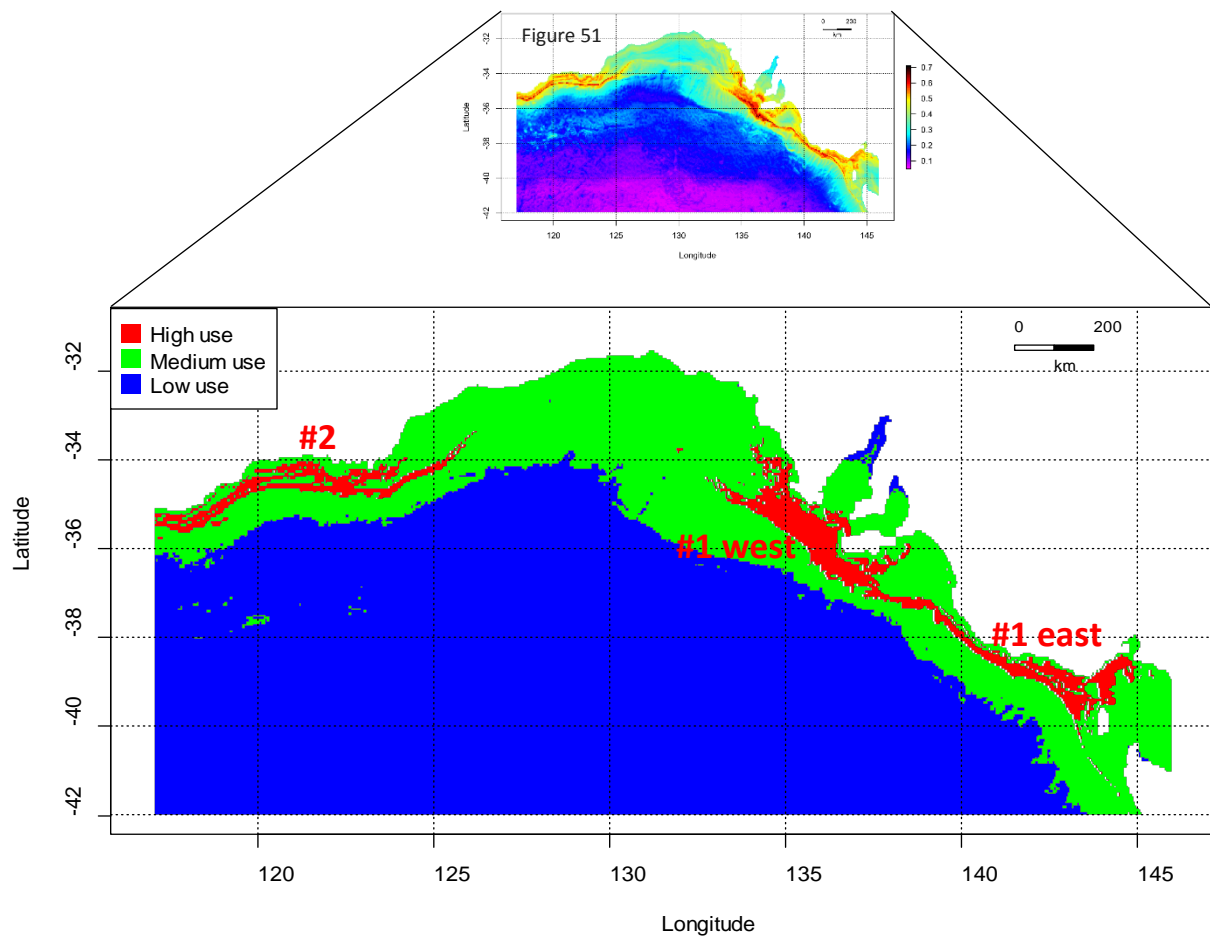 Figure 51
0 200
km
-32
-34
-36
-38
-40
-42
Latitude
0.7
0.6
0.5
0.4
0.3
0.2
0.1
120 125 130 135 140 145
Longitude
High use
Medium use
Low use
0 200
km
-32
-34
-36
-38
-40
-42
Latitude
#2
#1 west
#1 east
120 125 130 135 140 145
Longitude